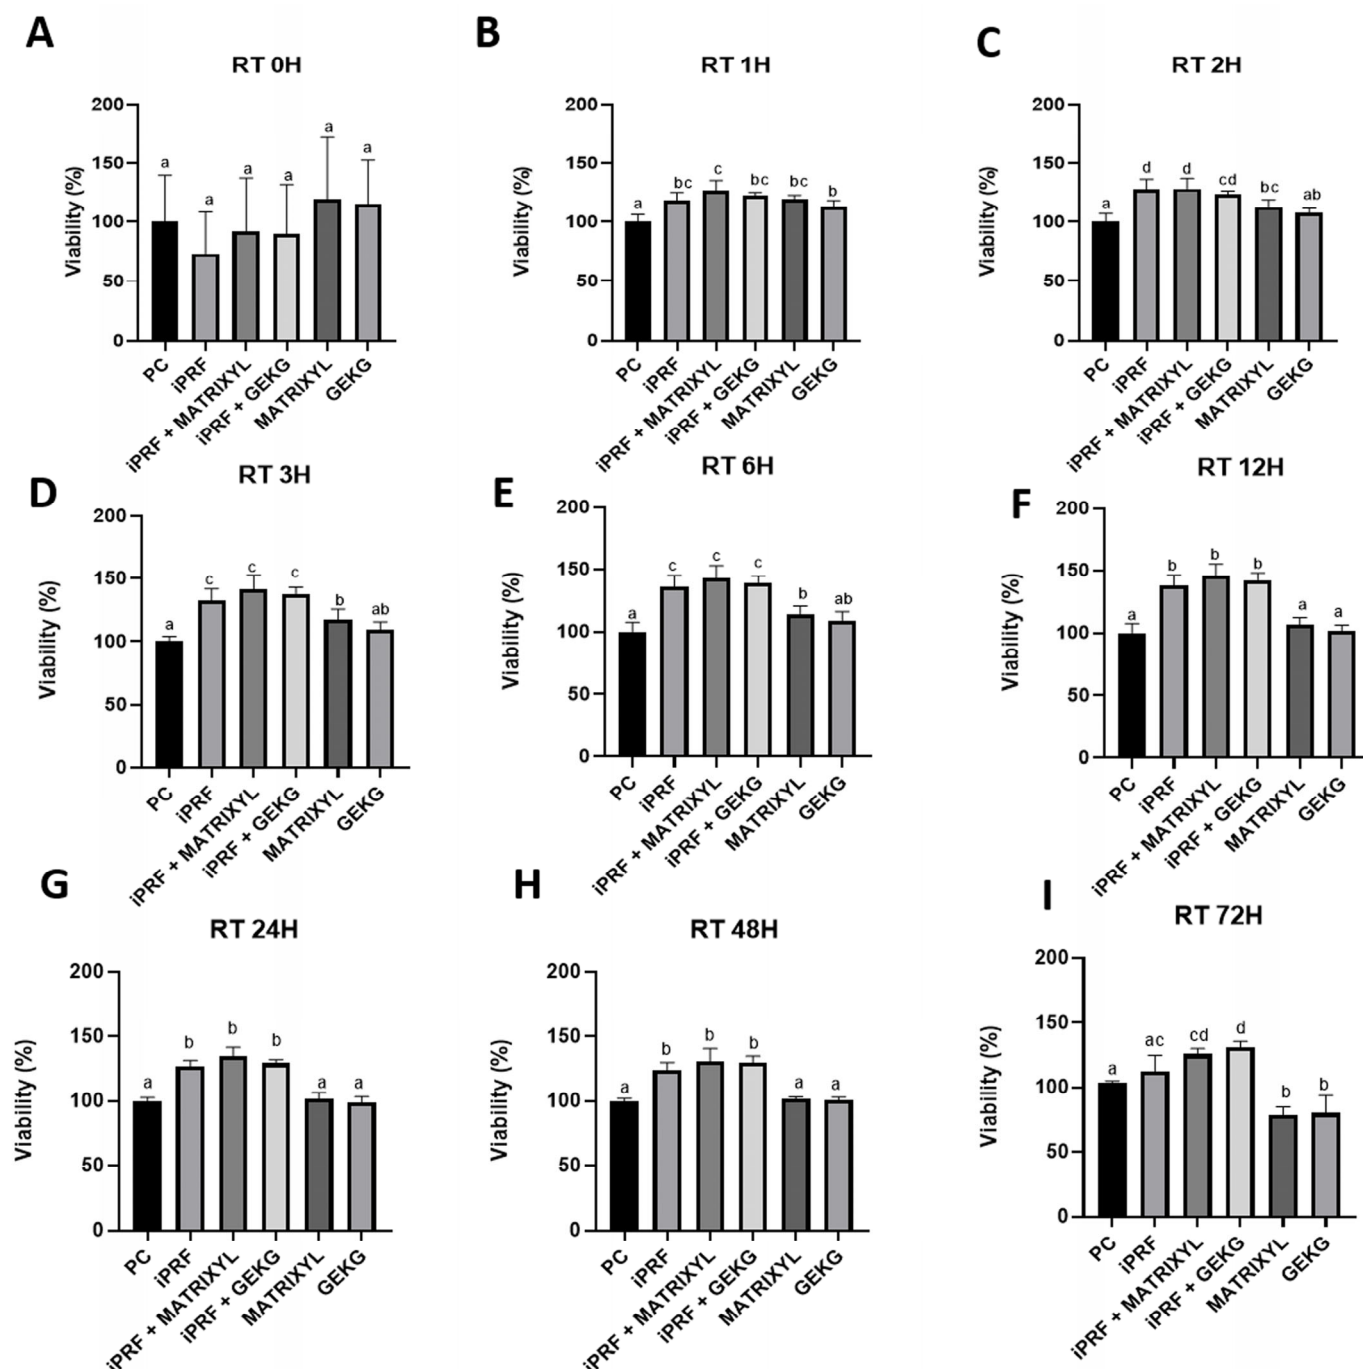 A
RT 0H
Viability (%)
200
150
100
50
0
a
a
a
a
a
a
PC
iPRF
iPRF + MATRIXYL
iPRF + GEKG
MATRIXYL
GEKG
B
RT 1H
Viability (%)
200
150
100
50
0
a
bc
c
bc
bc
b
PC
iPRF
iPRF + MATRIXYL
iPRF + GEKG
MATRIXYL
GEKG
C
RT 2H
Viability (%)
200
150
100
50
0
a
d
d
cd
bc
ab
PC
iPRF
iPRF + MATRIXYL
iPRF + GEKG
MATRIXYL
GEKG
D
RT 3H
Viability (%)
200
150
100
50
0
a
c
c
c
b
ab
PC
iPRF
iPRF + MATRIXYL
iPRF + GEKG
MATRIXYL
GEKG
E
RT 6H
Viability (%)
200
150
100
50
0
a
c
c
c
b
ab
PC
iPRF
iPRF + MATRIXYL
iPRF + GEKG
MATRIXYL
GEKG
F
RT 12H
Viability (%)
200
150
100
50
0
a
b
b
b
a
a
PC
iPRF
iPRF + MATRIXYL
iPRF + GEKG
MATRIXYL
GEKG
G
RT 24H
Viability (%)
200
150
100
50
0
a
b
b
b
a
a
PC
iPRF
iPRF + MATRIXYL
iPRF + GEKG
MATRIXYL
GEKG
H
RT 48H
Viability (%)
200
150
100
50
0
a
b
b
b
a
a
PC
iPRF
iPRF + MATRIXYL
iPRF + GEKG
MATRIXYL
GEKG
I
RT 72H
Viability (%)
200
150
100
50
0
a
ac
cd
d
b
b
PC
iPRF
iPRF + MATRIXYL
iPRF + GEKG
MATRIXYL
GEKG